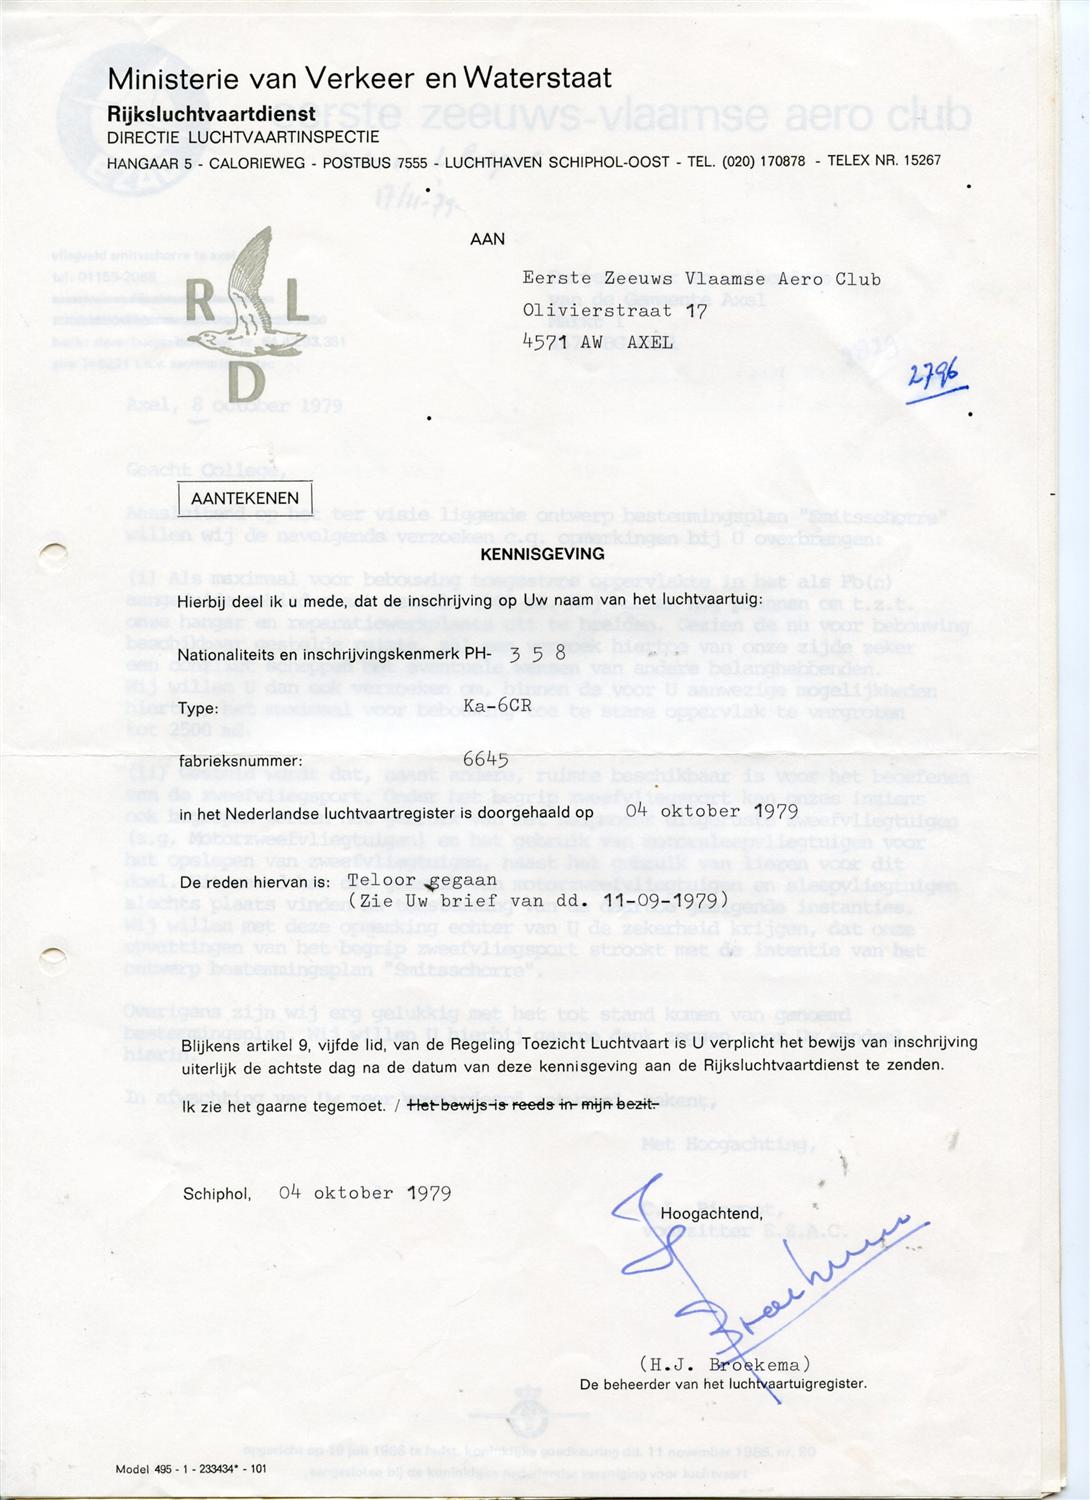 Ministerie van Verkeer en Waterstaat
Rijksluchtvaartdienst
DIRECTIE LUCHTVAARTINSPECTIE
HANGAAR 5 - CALORIEWEG - POSTBUS 7555 - LUCHTHAVEN SCHIPHOL-OOST - TEL. (020) 170878 - TELEX NR. 15267
R L
D
AAN
Eerste Zeeuws Vlaamse Aero Club
Olivierstraat 17
4571 AW AXEL
2796
AANTEKENEN
KENNISGEVING
Hierbij deel ik u mede, dat de inschrijving op Uw naam van het luchtvaartuig:
Nationaliteits en inschrijvingskenmerk PH- 3 5 8
Type: Ka-6CR
fabrieksnummer: 6645
in het Nederlandse luchtvaartregister is doorgehaald op 04 oktober 1979
De reden hiervan is: Teloor gegaan
(Zie Uw brief van dd. 11-09-1979)
Blijkens artikel 9, vijfde lid, van de Regeling Toezicht Luchtvaart is U verplicht het bewijs van inschrijving
uiterlijk de achtste dag na de datum van deze kennisgeving aan de Rijksluchtvaartdienst te zenden.
Ik zie het gaarne tegemoet. / Het bewijs is reeds in mijn bezit.
Schiphol, 04 oktober 1979
Hoogachtend,
Broekema
(H.J. Broekema)
De beheerder van het luchtvaartuigregister.
Model 495 - 1 - 233434* - 101